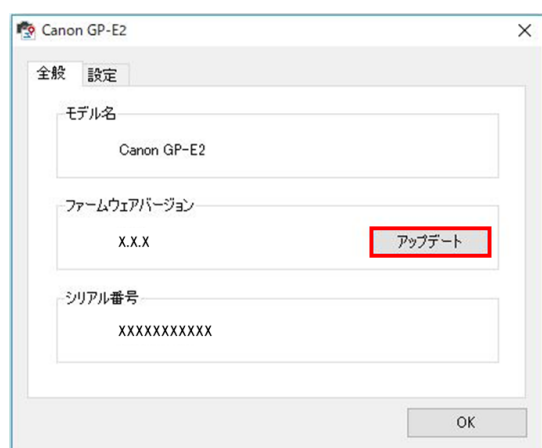 Canon GP-E2
全般 設定
モデル名
Canon GP-E2
ファームウェアバージョン
X.X.X アップデート
シリアル番号
XXXXXXXXXXX
OK